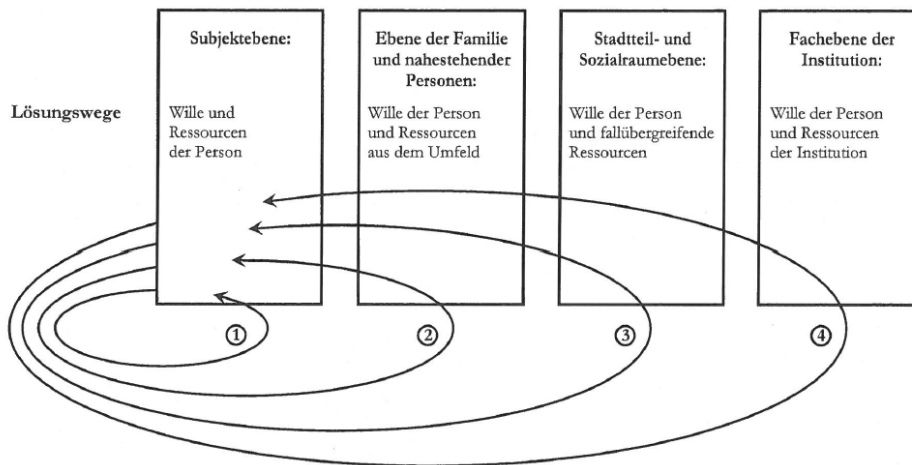 Subjektebene:
Wille und
Ressourcen
der Person
Ebene der Familie
und nahestehender
Personen:
Wille der Person
und Ressourcen
aus dem Umfeld
Stadtteil- und
Sozialraumebene:
Wille der Person
und fallübergreifende
Ressourcen
Fachebene der
Institution:
Wille der Person
und Ressourcen
der Institution
Lösungswege
1
2
3
4